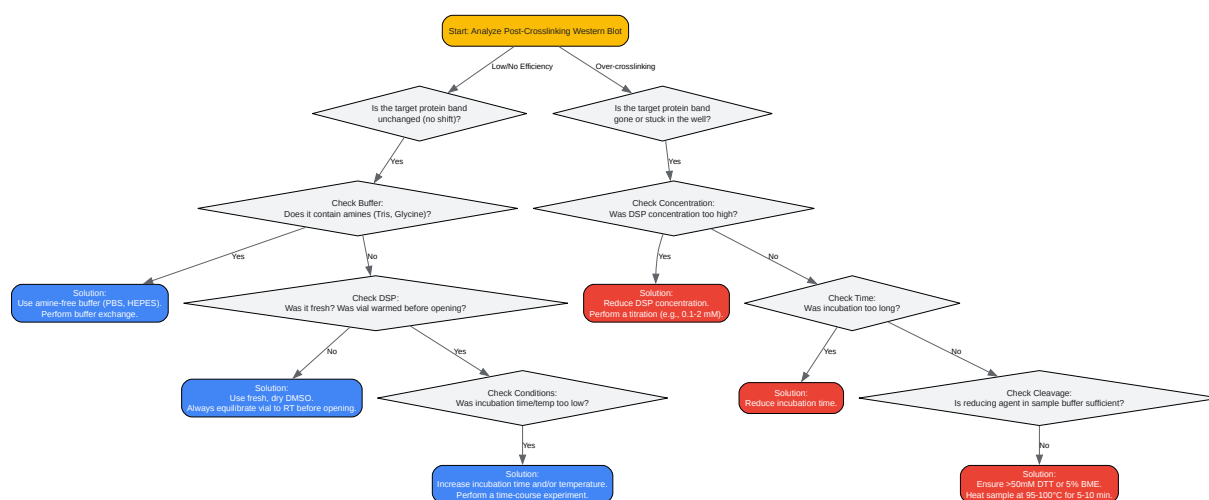 Start: Analyze Post-Crosslinking Western Blot
Low/No Efficiency
Over-crosslinking
Is the target protein band
unchanged (no shift)?
Is the target protein band
gone or stuck in the well?
Yes
Yes
Check Buffer:
Does it contain amines (Tris, Glycine)?
Check Concentration:
Was DSP concentration too high?
Yes
No
Yes
No
Solution:
Use amine-free buffer (PBS, HEPES).
Perform buffer exchange.
Check DSP:
Was it fresh? Was vial warmed before opening?
Solution:
Reduce DSP concentration.
Perform a titration (e.g., 0.1-2 mM).
Check Time:
Was incubation too long?
No
Yes
Yes
No
Solution:
Use fresh, dry DMSO.
Always equilibrate vial to RT before opening.
Check Conditions:
Was incubation time/temp too low?
Solution:
Reduce incubation time.
Check Cleavage:
Is reducing agent in sample buffer sufficient?
Yes
No
Solution:
Increase incubation time and/or temperature.
Perform a time-course experiment.
Solution:
Ensure >50mM DTT or 5% BME.
Heat sample at 95-100°C for 5-10 min.